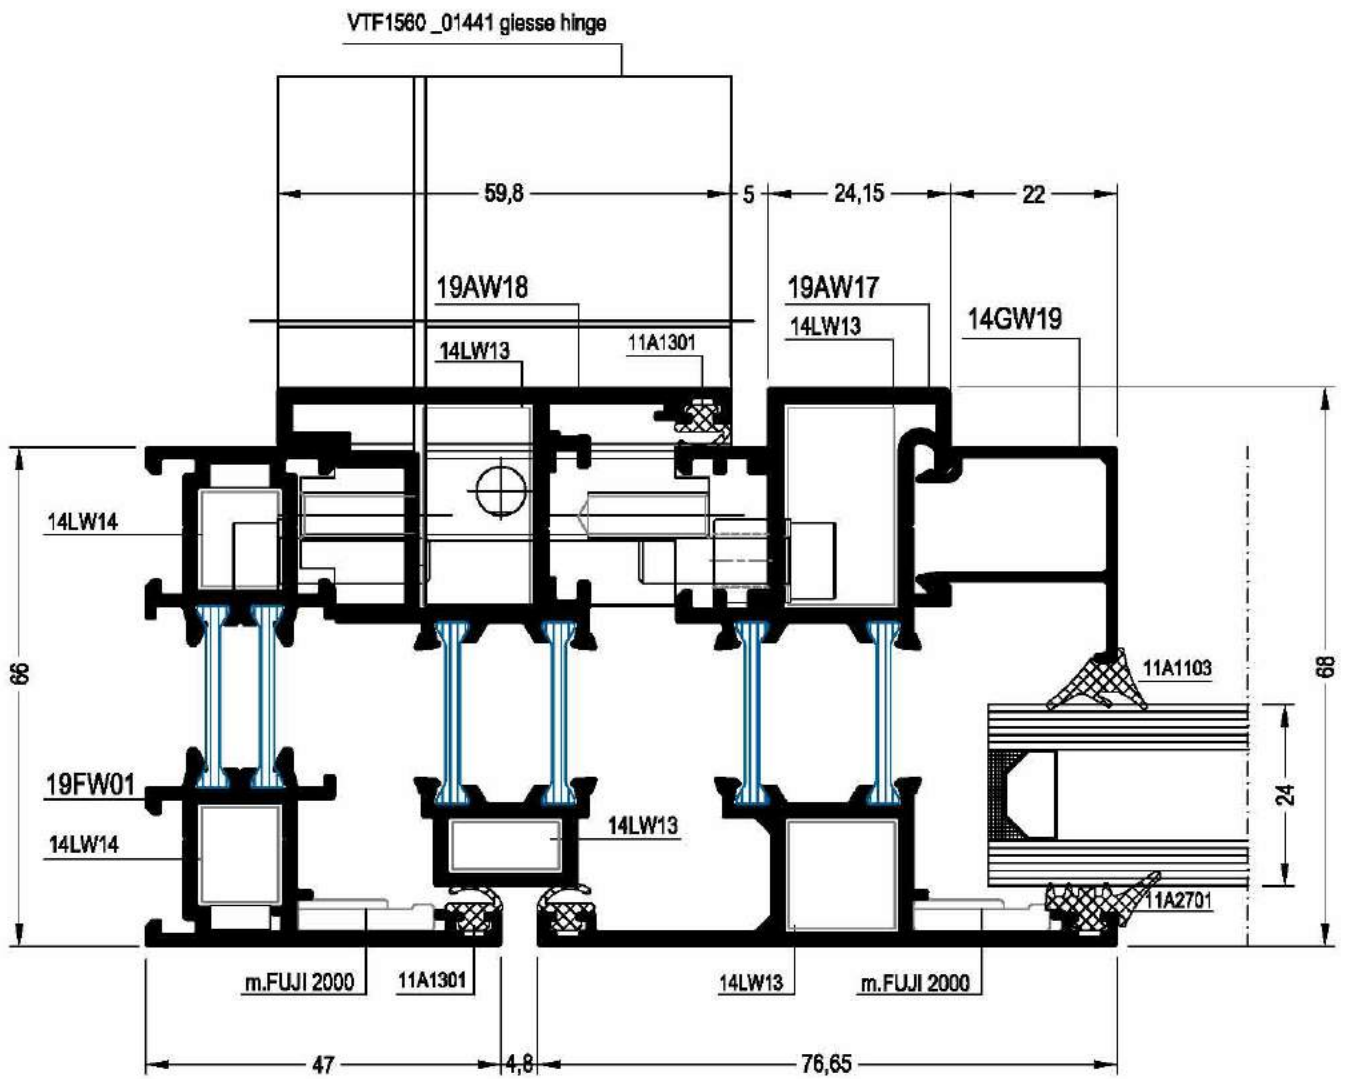 VTF1560 _01441 giesse hinge
59,8
5
24,15
22
19AW18
19AW17
14GW19
14LW13
11A1301
14LW13
14LW14
66
68
11A1103
19FW01
24
14LW14
14LW13
11A2701
m.FUJI 2000
11A1301
14LW13
m.FUJI 2000
47
4,8
76,65